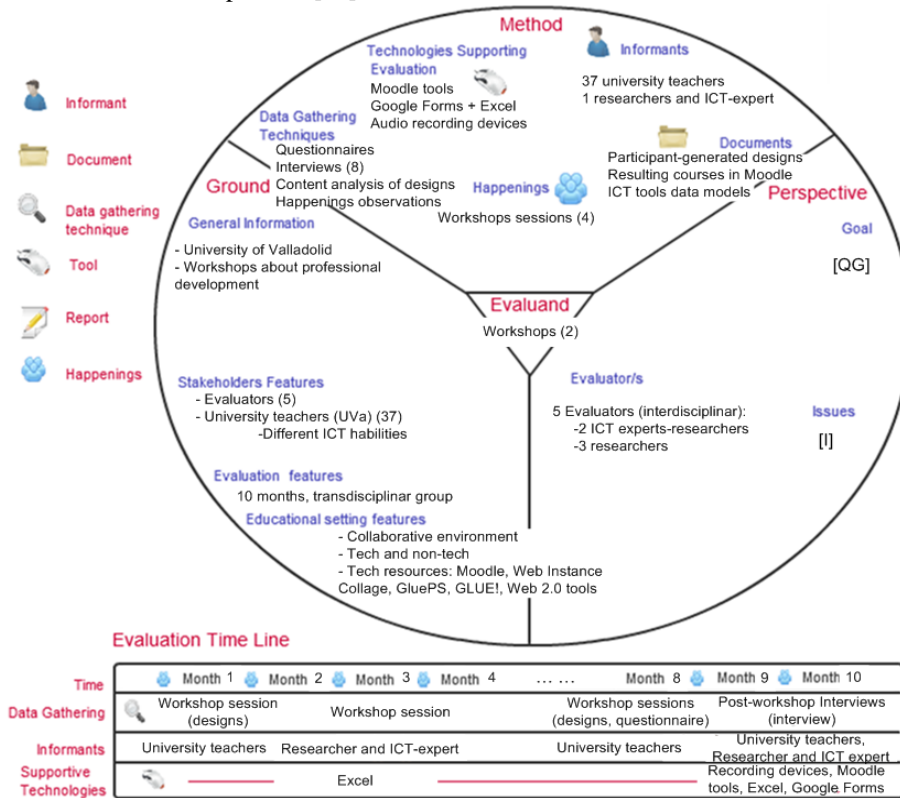 Method
Technologies Supporting
Evaluation
Moodle tools
Google Forms + Excel
Audio recording devices
Informants
37 university teachers
1 researchers and ICT-expert
Data Gathering
Techniques
Questionnaires
Interviews (8)
Content analysis of designs
Happenings observations
Documents
Participant-generated designs
Resulting courses in Moodle
ICT tools data models
Happenings
Workshops sessions (4)
Informant
Document
Data gathering
technique
Tool
Report
Happenings
Ground
General Information
- University of Valladolid
- Workshops about professional
development
Stakeholders Features
- Evaluators (5)
- University teachers (UVa) (37)
-Different ICT habilities
Evaluation features
10 months, transdisciplinar group
Educational setting features
- Collaborative environment
- Tech and non-tech
- Tech resources: Moodle, Web Instance
Collage, GluePS, GLUE!, Web 2.0 tools
Evaluand
Workshops (2)
Perspective
Goal
[QG]
Evaluator/s
5 Evaluators (interdisciplinar):
-2 ICT experts-researchers
-3 researchers
Issues
[I]
Evaluation Time Line
Time Month 1 Month 2 Month 3 Month 4 ... ... Month 8 Month 9 Month 10
Data Gathering
Workshop session
(designs)
Workshop session
Workshop sessions
(designs, questionnaire)
Post-workshop Interviews
(interview)
Informants
University teachers
Researcher and ICT-expert
University teachers
University teachers,
Researcher and ICT expert
Supportive
Technologies
Excel
Recording devices, Moodle
tools, Excel, Google Forms